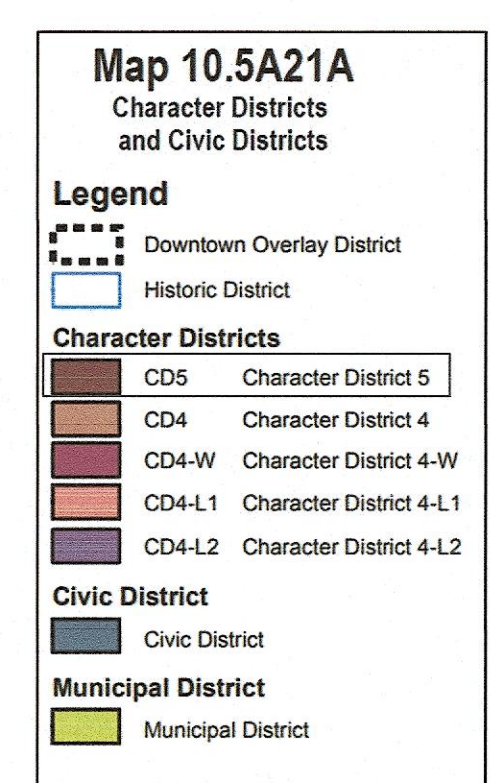 Map 10.5A21A
Character Districts
and Civic Districts
Legend
Downtown Overlay District
Historic District
Character Districts
CD5 Character District 5
CD4 Character District 4
CD4-W Character District 4-W
CD4-L1 Character District 4-L1
CD4-L2 Character District 4-L2
Civic District
Civic District
Municipal District
Municipal District